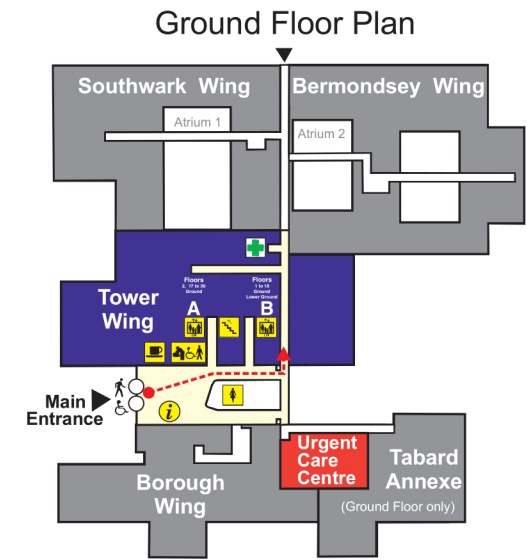 Ground Floor Plan
Southwark Wing
Bermondsey Wing
Atrium 1
Atrium 2
Floors
2, 17 to 30
Ground
Floors
1 to 18
Ground
Lower Ground
Tower
Wing
A
B
Main
Entrance
i
Urgent
Care
Centre
Tabard
Annexe
(Ground Floor only)
Borough
Wing